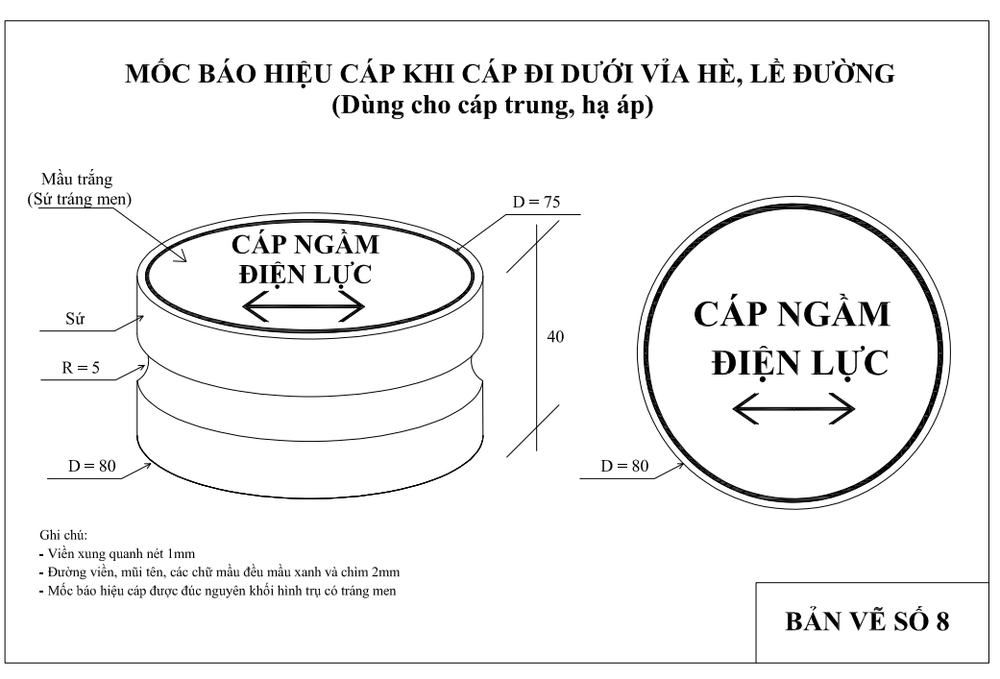 MỐC BÁO HIỆU CÁP KHI CÁP ĐI DƯỚI VỈA HÈ, LỀ ĐƯỜNG
(Dùng cho cáp trung, hạ áp)
Mầu trắng
(Sứ tráng men)
D = 75
CÁP NGẦM
ĐIỆN LỰC
Sứ
40
R = 5
D = 80
CÁP NGẦM
ĐIỆN LỰC
D = 80
Ghi chú:
- Viền xung quanh nét 1mm
- Đường viền, mũi tên, các chữ mầu đều mầu xanh và chìm 2mm
- Mốc báo hiệu cáp được đúc nguyên khối hình trụ có tráng men
BẢN VẼ SỐ 8